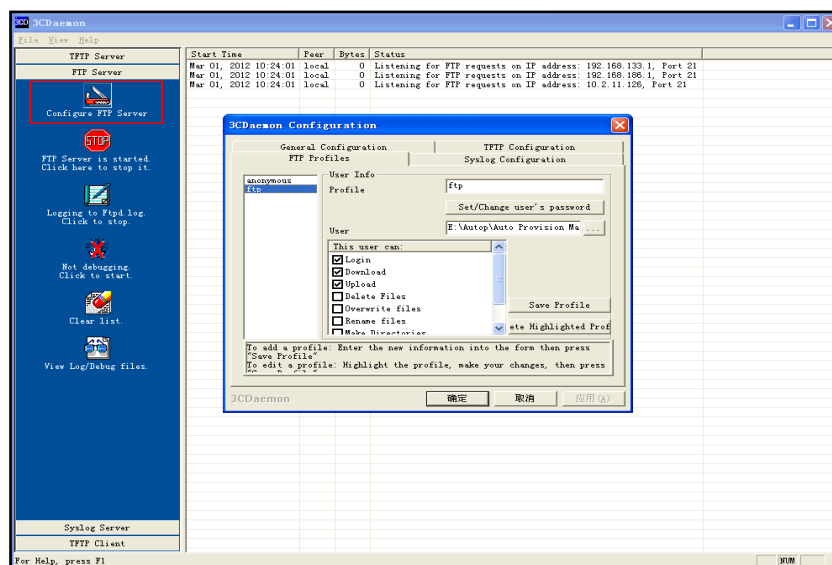 3CDaemon
File View Help
TFTP Server
FTP Server
Configure FTP Server
FTP Server is started.
Click here to stop it.
Logging to Ftpd.log.
Click to stop.
Not debugging.
Click to start.
Clear list.
View Log/Debug files.
Syslog Server
TFTP Client
Start Time Peer Bytes Status
Mar 01, 2012 10:24:01 local 0 Listening for FTP requests on IP address: 192.168.133.1, Port 21
Mar 01, 2012 10:24:01 local 0 Listening for FTP requests on IP address: 192.168.186.1, Port 21
Mar 01, 2012 10:24:01 local 0 Listening for FTP requests on IP address: 10.2.11.126, Port 21
3CDaemon Configuration
General Configuration TFTP Configuration
FTP Profiles Syslog Configuration
anonymous
ftp
User Info
Profile ftp
Set/Change user's password
User E:\Autop\Auto Provision Ma ...
This user can:
Login
Download
Upload
Delete Files
Overwrite files
Rename files
Make Directories
Save Profile
ete Highlighted Prof
To add a profile: Enter the new information into the form then press
"Save Profile"
To edit a profile: Highlight the profile, make your changes, then press
3CDaemon
确定 取消 应用(A)
For Help, press F1
NUM